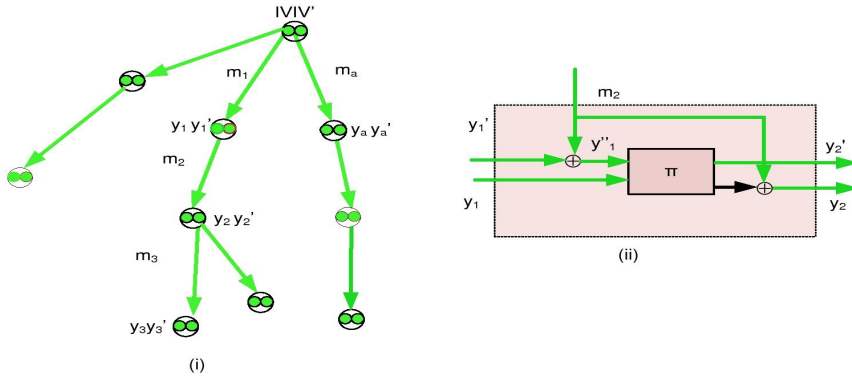 IVIV'
m1
ma
y1 y1'
ya ya'
m2
y2 y2'
m3
y3y3'
(i)
m2
y1'
y''1
y2'
π
y1
y2
(ii)